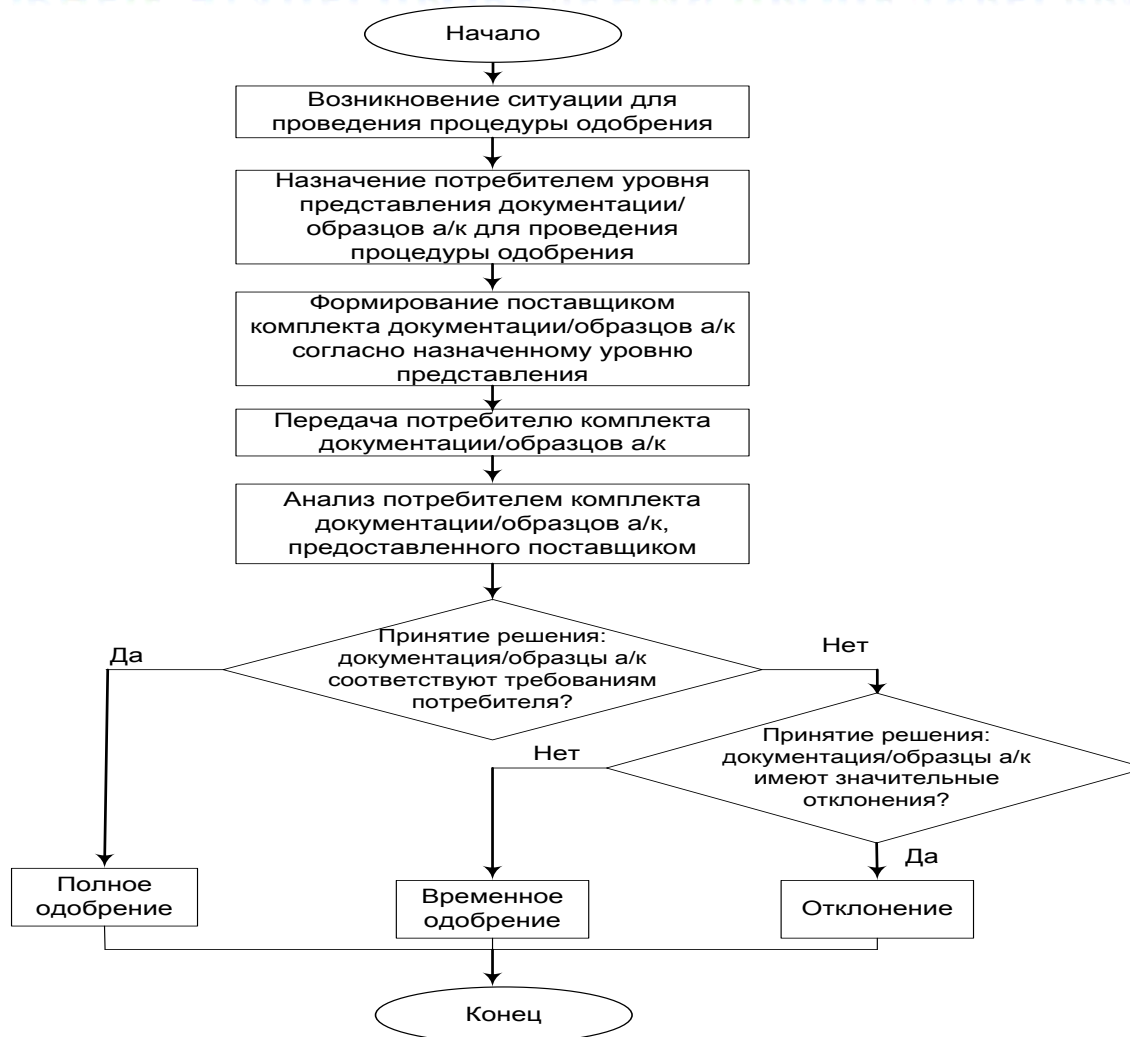 Начало
Возникновение ситуации для
проведения процедуры одобрения
Назначение потребителем уровня
представления документации/
образцов а/к для проведения
процедуры одобрения
Формирование поставщиком
комплекта документации/образцов а/к
согласно назначенному уровню
представления
Передача потребителю комплекта
документации/образцов а/к
Анализ потребителем комплекта
документации/образцов а/к,
предоставленного поставщиком
Принятие решения:
документация/образцы а/к
соответствуют требованиям
потребителя?
Да
Нет
Принятие решения:
документация/образцы а/к
имеют значительные
отклонения?
Нет
Да
Полное
одобрение
Временное
одобрение
Отклонение
Конец